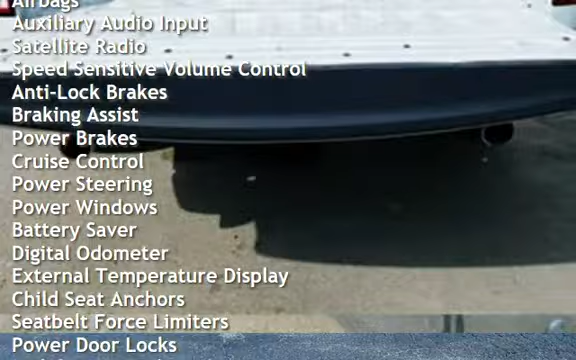 Airbags
Auxiliary Audio Input
Satellite Radio
Speed Sensitive Volume Control
Anti-Lock Brakes
Braking Assist
Power Brakes
Cruise Control
Power Steering
Power Windows
Battery Saver
Digital Odometer
External Temperature Display
Child Seat Anchors
Seatbelt Force Limiters
Power Door Locks